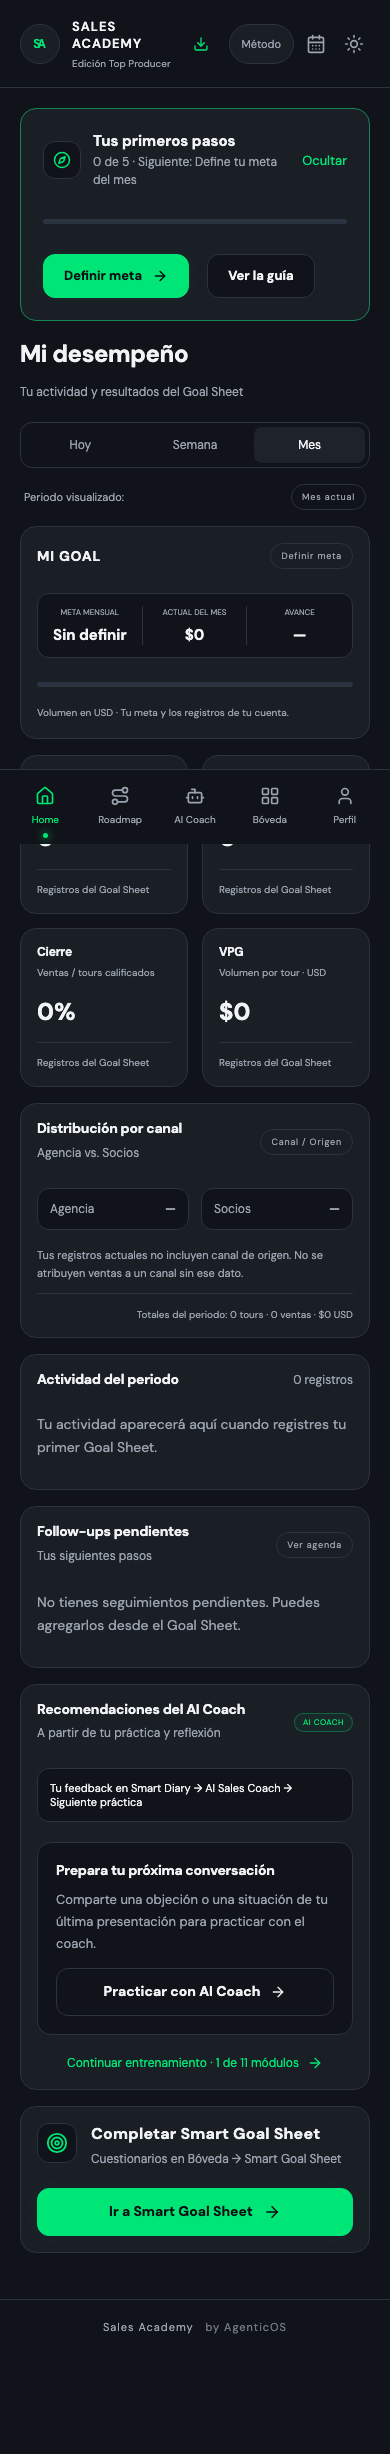 SA
SALES
ACADEMY
Edición Top Producer
Método
Tus primeros pasos
0 de 5 · Siguiente: Define tu meta
del mes
Ocultar
Definir meta →
Ver la guía
Mi desempeño
Tu actividad y resultados del Goal Sheet
Hoy Semana Mes
Periodo visualizado: Mes actual
MI GOAL Definir meta
META MENSUAL ACTUAL DEL MES AVANCE
Sin definir $0 —
Volumen en USD · Tu meta y los registros de tu cuenta.
Home Roadmap AI Coach Bóveda Perfil
Registros del Goal Sheet Registros del Goal Sheet
Cierre
Ventas / tours calificados
0%
Registros del Goal Sheet
VPG
Volumen por tour · USD
$0
Registros del Goal Sheet
Distribución por canal
Agencia vs. Socios
Canal / Origen
Agencia — Socios —
Tus registros actuales no incluyen canal de origen. No se
atribuyen ventas a un canal sin ese dato.
Totales del periodo: 0 tours · 0 ventas · $0 USD
Actividad del periodo 0 registros
Tu actividad aparecerá aquí cuando registres tu
primer Goal Sheet.
Follow-ups pendientes
Tus siguientes pasos
Ver agenda
No tienes seguimientos pendientes. Puedes
agregarlos desde el Goal Sheet.
Recomendaciones del AI Coach
A partir de tu práctica y reflexión
AI COACH
Tu feedback en Smart Diary → AI Sales Coach →
Siguiente práctica
Prepara tu próxima conversación
Comparte una objeción o una situación de tu
última presentación para practicar con el
coach.
Practicar con AI Coach →
Continuar entrenamiento · 1 de 11 módulos →
Completar Smart Goal Sheet
Cuestionarios en Bóveda → Smart Goal Sheet
Ir a Smart Goal Sheet →
Sales Academy by AgenticOS